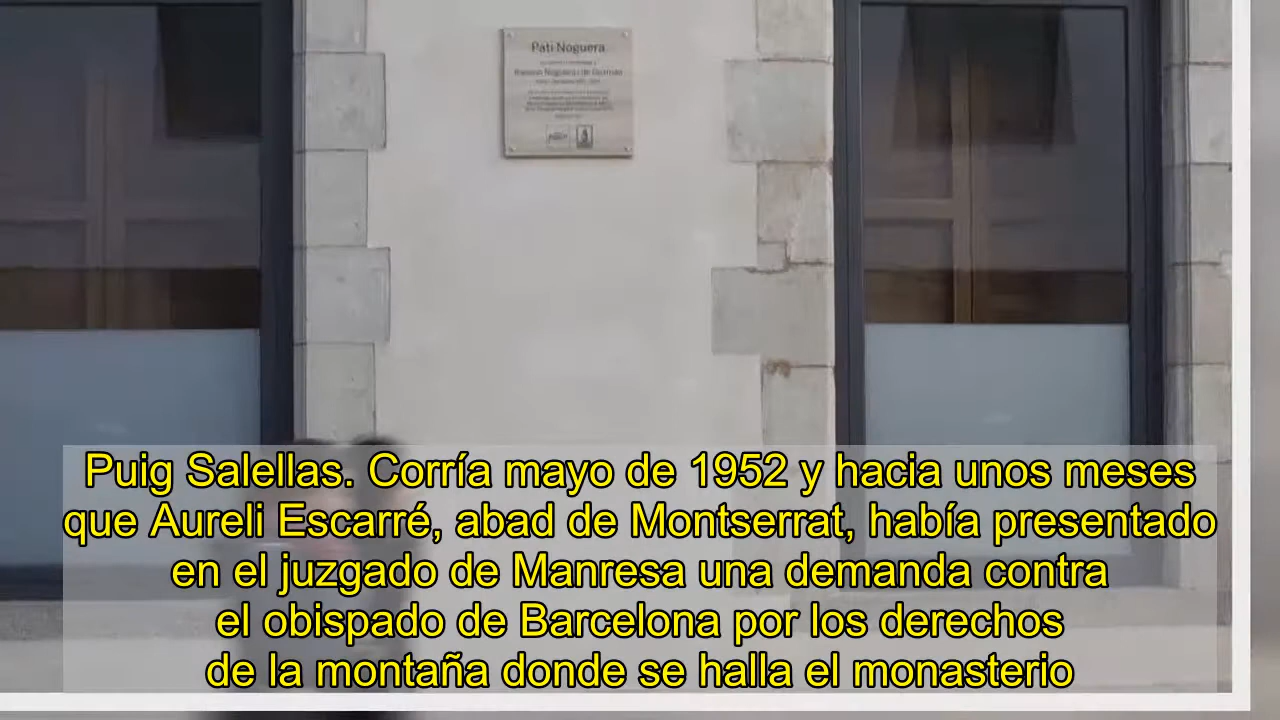 Pati Noguera
Puig Salellas. Corría mayo de 1952 y hacia unos meses
que Aureli Escarré, abad de Montserrat, había presentado
en el juzgado de Manresa una demanda contra
el obispado de Barcelona por los derechos
de la montaña donde se halla el monasterio